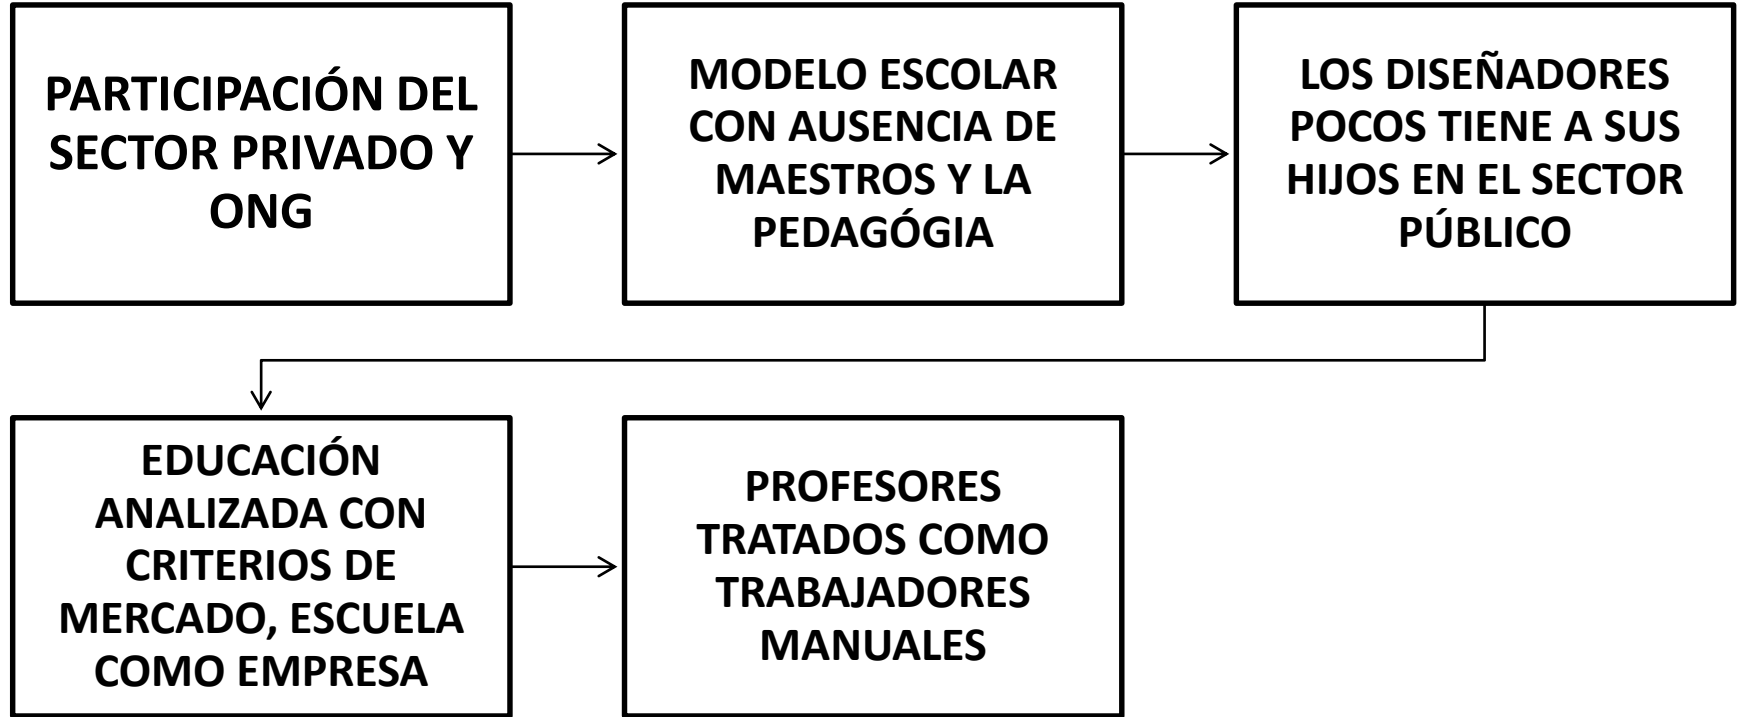 PARTICIPACIÓN DEL
SECTOR PRIVADO Y
ONG
MODELO ESCOLAR
CON AUSENCIA DE
MAESTROS Y LA
PEDAGÓGIA
LOS DISEÑADORES
POCOS TIENE A SUS
HIJOS EN EL SECTOR
PÚBLICO
EDUCACIÓN
ANALIZADA CON
CRITERIOS DE
MERCADO, ESCUELA
COMO EMPRESA
PROFESORES
TRATADOS COMO
TRABAJADORES
MANUALES